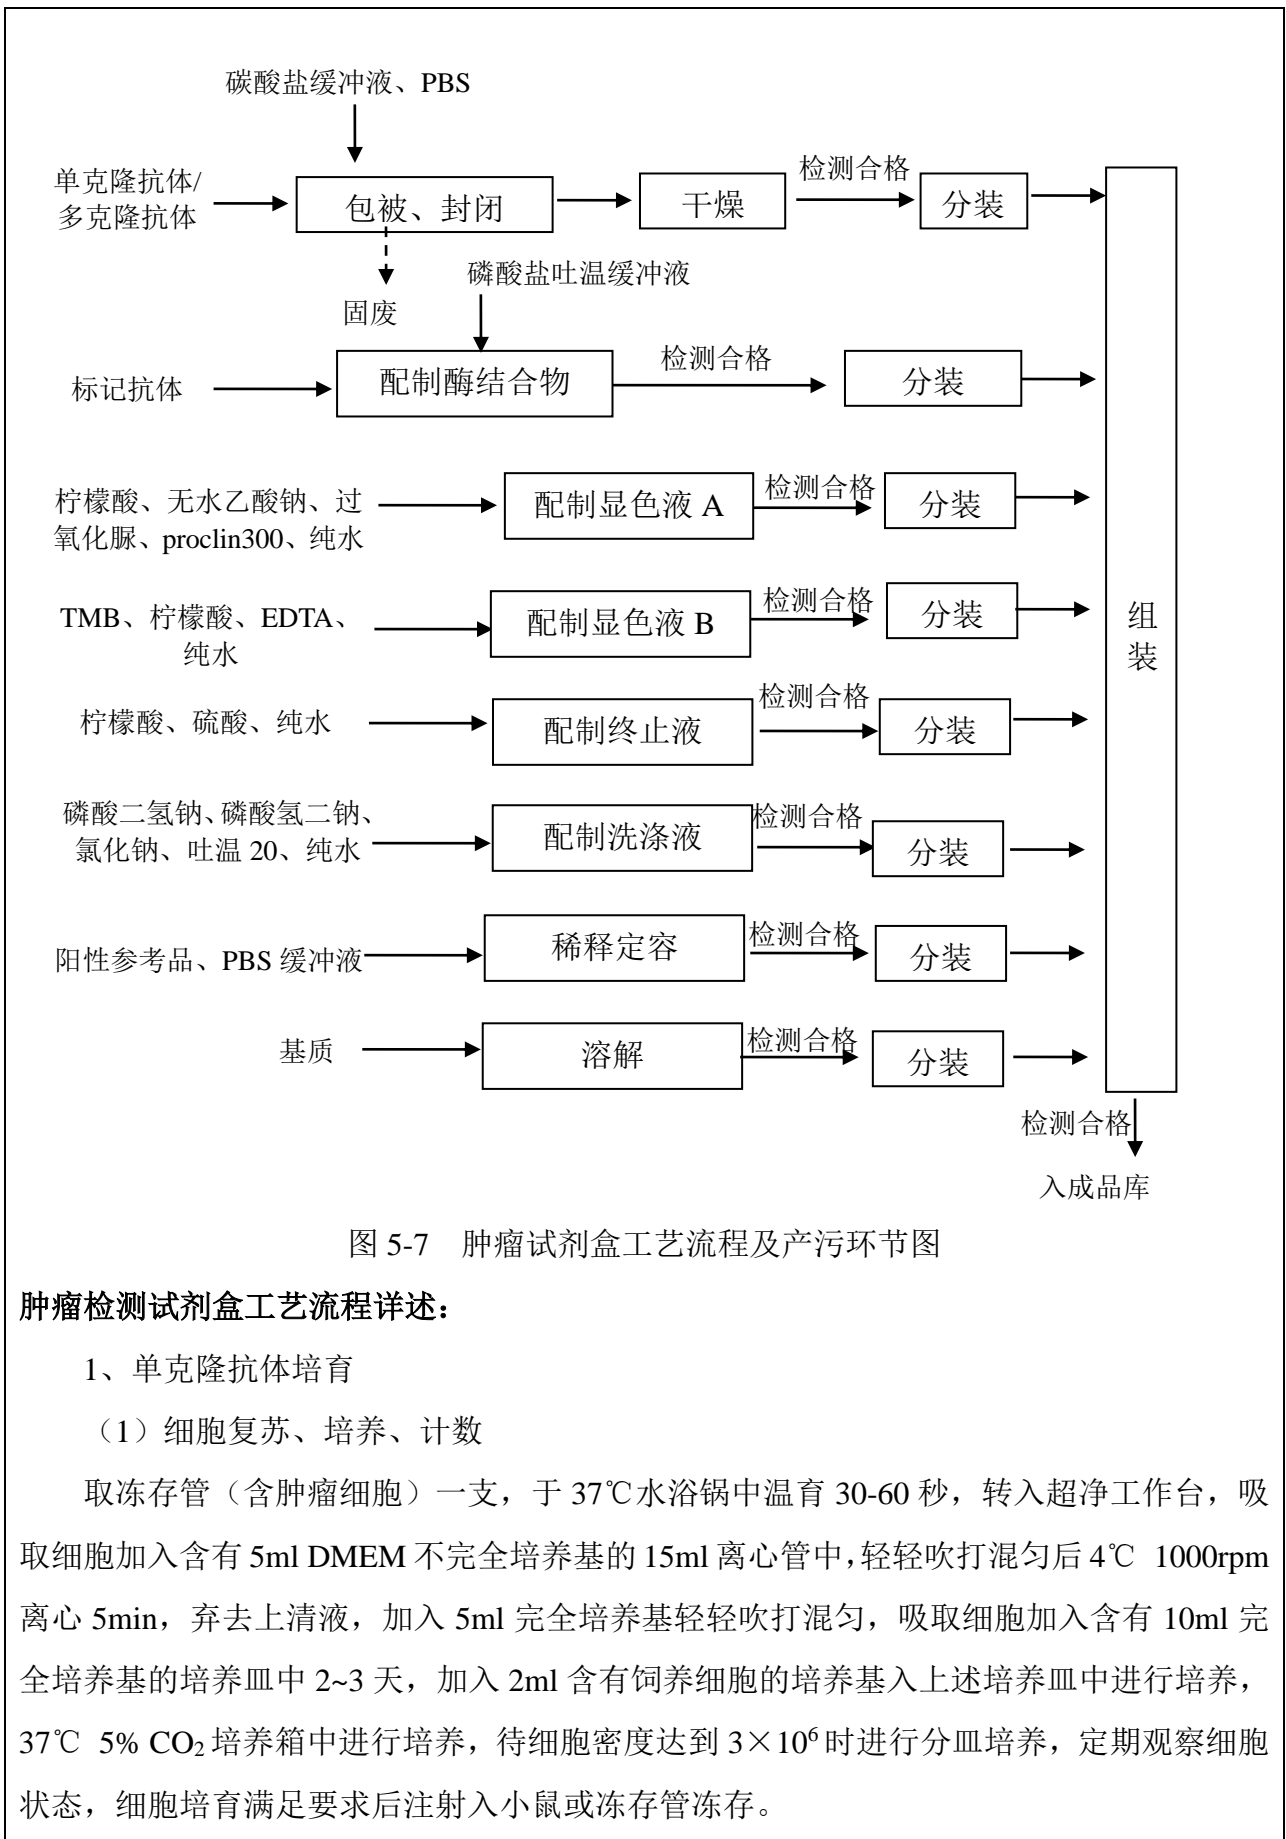 碳酸盐缓冲液、PBS
单克隆抗体/
多克隆抗体
包被、封闭
干燥
检测合格
分装
固废
磷酸盐吐温缓冲液
标记抗体
配制酶结合物
检测合格
分装
柠檬酸、无水乙酸钠、过
氧化脲、proclin300、纯水
配制显色液 A
检测合格
分装
TMB、柠檬酸、EDTA、
纯水
配制显色液 B
检测合格
分装
柠檬酸、硫酸、纯水
配制终止液
检测合格
分装
磷酸二氢钠、磷酸氢二钠、
氯化钠、吐温 20、纯水
配制洗涤液
检测合格
分装
阳性参考品、PBS 缓冲液
稀释定容
检测合格
分装
基质
溶解
检测合格
分装
组
装
检测合格
入成品库
图 5-7 肿瘤试剂盒工艺流程及产污环节图
肿瘤检测试剂盒工艺流程详述：
1、单克隆抗体培育
（1）细胞复苏、培养、计数
取冻存管（含肿瘤细胞）一支，于 37℃水浴锅中温育 30-60 秒，转入超净工作台，吸
取细胞加入含有 5ml DMEM 不完全培养基的 15ml 离心管中，轻轻吹打混匀后 4℃ 1000rpm
离心 5min，弃去上清液，加入 5ml 完全培养基轻轻吹打混匀，吸取细胞加入含有 10ml 完
全培养基的培养皿中 2~3 天，加入 2ml 含有饲养细胞的培养基入上述培养皿中进行培养，
37℃ 5% CO₂ 培养箱中进行培养，待细胞密度达到 3×10⁶ 时进行分皿培养，定期观察细胞
状态，细胞培育满足要求后注射入小鼠或冻存管冻存。